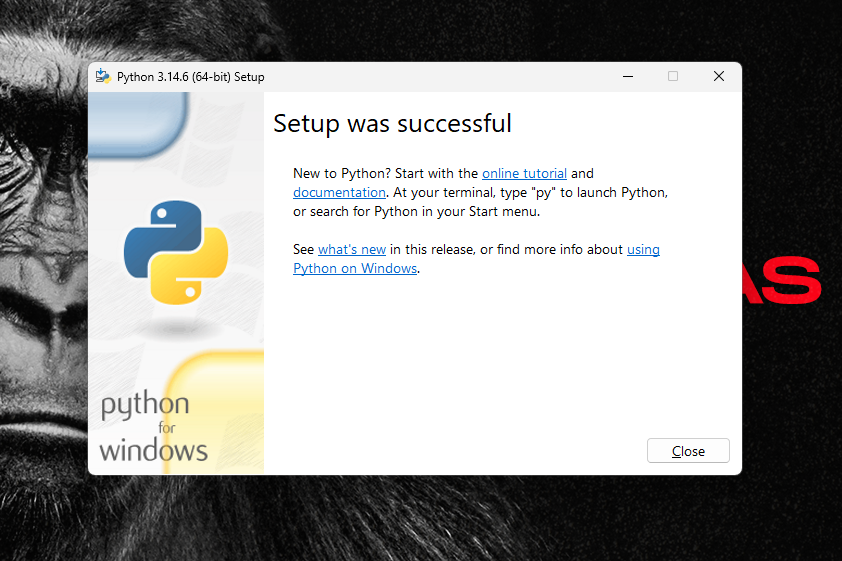 Python 3.14.6 (64-bit) Setup
Setup was successful
New to Python? Start with the online tutorial and
documentation. At your terminal, type "py" to launch Python,
or search for Python in your Start menu.
See what's new in this release, or find more info about using
Python on Windows.
AS
python
for
windows
Close